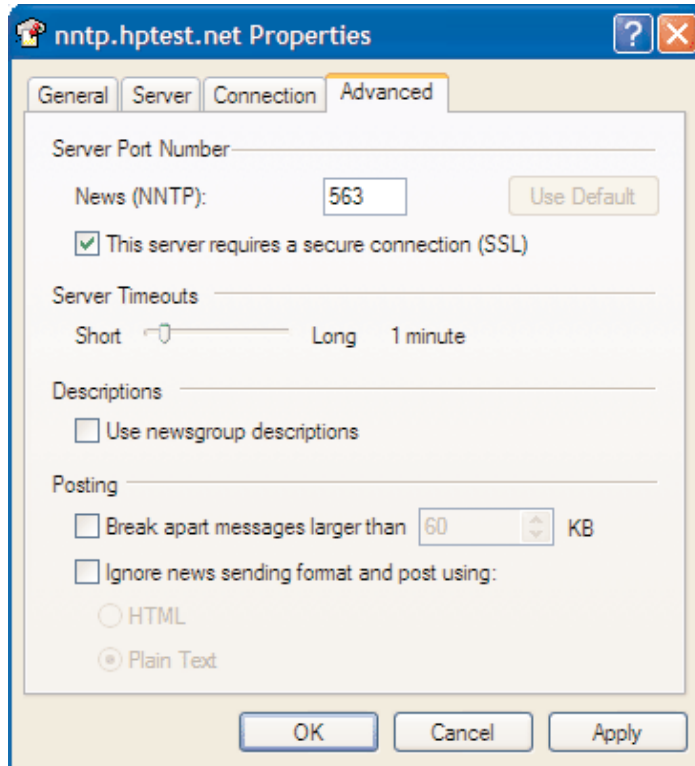 nntp.hptest.net Properties ?
General Server Connection Advanced
Server Port Number
News (NNTP): 563 Use Default
This server requires a secure connection (SSL)
Server Timeouts
Short Long 1 minute
Descriptions
Use newsgroup descriptions
Posting
Break apart messages larger than 60 KB
Ignore news sending format and post using:
HTML
Plain Text
OK Cancel Apply